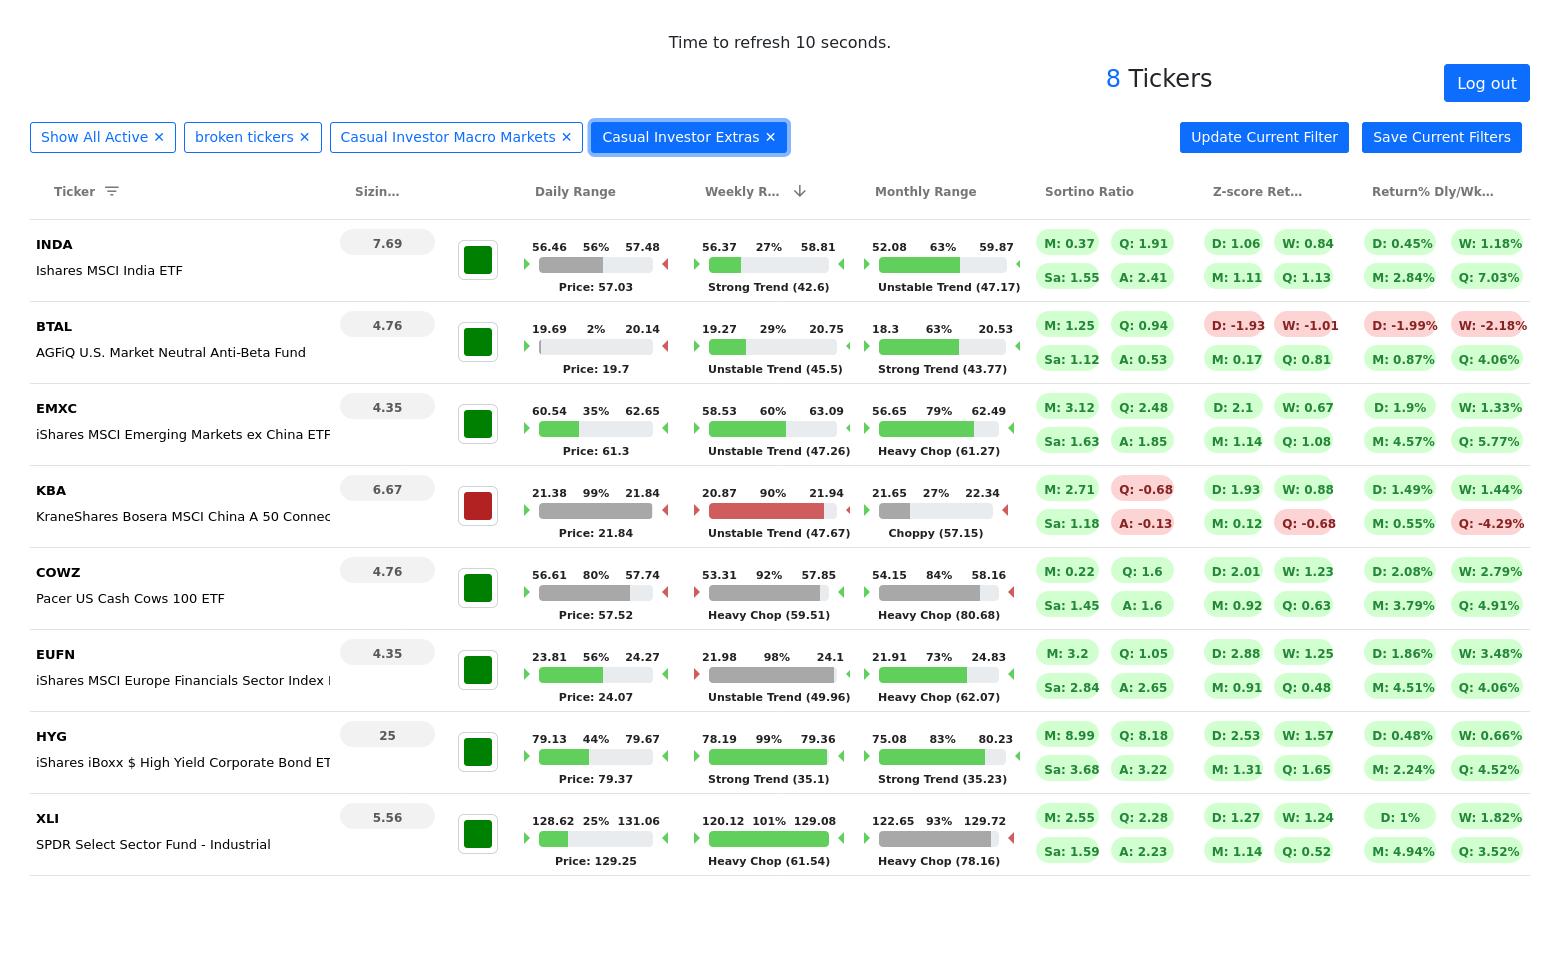 Time to refresh 10 seconds.
8 Tickers
Log out
Show All Active ✕ broken tickers ✕ Casual Investor Macro Markets ✕ Casual Investor Extras ✕ Update Current Filter Save Current Filters
Ticker Sizin... Daily Range Weekly R... Monthly Range Sortino Ratio Z-score Ret... Return% Dly/Wk...
INDA 7.69 M: 0.37 Q: 1.91 D: 1.06 W: 0.84 D: 0.45% W: 1.18%
56.46 56% 57.48 56.37 27% 58.81 52.08 63% 59.87
Ishares MSCI India ETF Sa: 1.55 A: 2.41 M: 1.11 Q: 1.13 M: 2.84% Q: 7.03%
Price: 57.03 Strong Trend (42.6) Unstable Trend (47.17)
BTAL 4.76 M: 1.25 Q: 0.94 D: -1.93 W: -1.01 D: -1.99% W: -2.18%
19.69 2% 20.14 19.27 29% 20.75 18.3 63% 20.53
AGFiQ U.S. Market Neutral Anti-Beta Fund Sa: 1.12 A: 0.53 M: 0.17 Q: 0.81 M: 0.87% Q: 4.06%
Price: 19.7 Unstable Trend (45.5) Strong Trend (43.77)
EMXC 4.35 M: 3.12 Q: 2.48 D: 2.1 W: 0.67 D: 1.9% W: 1.33%
60.54 35% 62.65 58.53 60% 63.09 56.65 79% 62.49
iShares MSCI Emerging Markets ex China ETF Sa: 1.63 A: 1.85 M: 1.14 Q: 1.08 M: 4.57% Q: 5.77%
Price: 61.3 Unstable Trend (47.26) Heavy Chop (61.27)
KBA 6.67 M: 2.71 Q: -0.68 D: 1.93 W: 0.88 D: 1.49% W: 1.44%
21.38 99% 21.84 20.87 90% 21.94 21.65 27% 22.34
KraneShares Bosera MSCI China A 50 Connec Sa: 1.18 A: -0.13 M: 0.12 Q: -0.68 M: 0.55% Q: -4.29%
Price: 21.84 Unstable Trend (47.67) Choppy (57.15)
COWZ 4.76 M: 0.22 Q: 1.6 D: 2.01 W: 1.23 D: 2.08% W: 2.79%
56.61 80% 57.74 53.31 92% 57.85 54.15 84% 58.16
Pacer US Cash Cows 100 ETF Sa: 1.45 A: 1.6 M: 0.92 Q: 0.63 M: 3.79% Q: 4.91%
Price: 57.52 Heavy Chop (59.51) Heavy Chop (80.68)
EUFN 4.35 M: 3.2 Q: 1.05 D: 2.88 W: 1.25 D: 1.86% W: 3.48%
23.81 56% 24.27 21.98 98% 24.1 21.91 73% 24.83
iShares MSCI Europe Financials Sector Index Sa: 2.84 A: 2.65 M: 0.91 Q: 0.48 M: 4.51% Q: 4.06%
Price: 24.07 Unstable Trend (49.96) Heavy Chop (62.07)
HYG 25 M: 8.99 Q: 8.18 D: 2.53 W: 1.57 D: 0.48% W: 0.66%
79.13 44% 79.67 78.19 99% 79.36 75.08 83% 80.23
iShares iBoxx $ High Yield Corporate Bond ET Sa: 3.68 A: 3.22 M: 1.31 Q: 1.65 M: 2.24% Q: 4.52%
Price: 79.37 Strong Trend (35.1) Strong Trend (35.23)
XLI 5.56 M: 2.55 Q: 2.28 D: 1.27 W: 1.24 D: 1% W: 1.82%
128.62 25% 131.06 120.12 101% 129.08 122.65 93% 129.72
SPDR Select Sector Fund - Industrial Sa: 1.59 A: 2.23 M: 1.14 Q: 0.52 M: 4.94% Q: 3.52%
Price: 129.25 Heavy Chop (61.54) Heavy Chop (78.16)